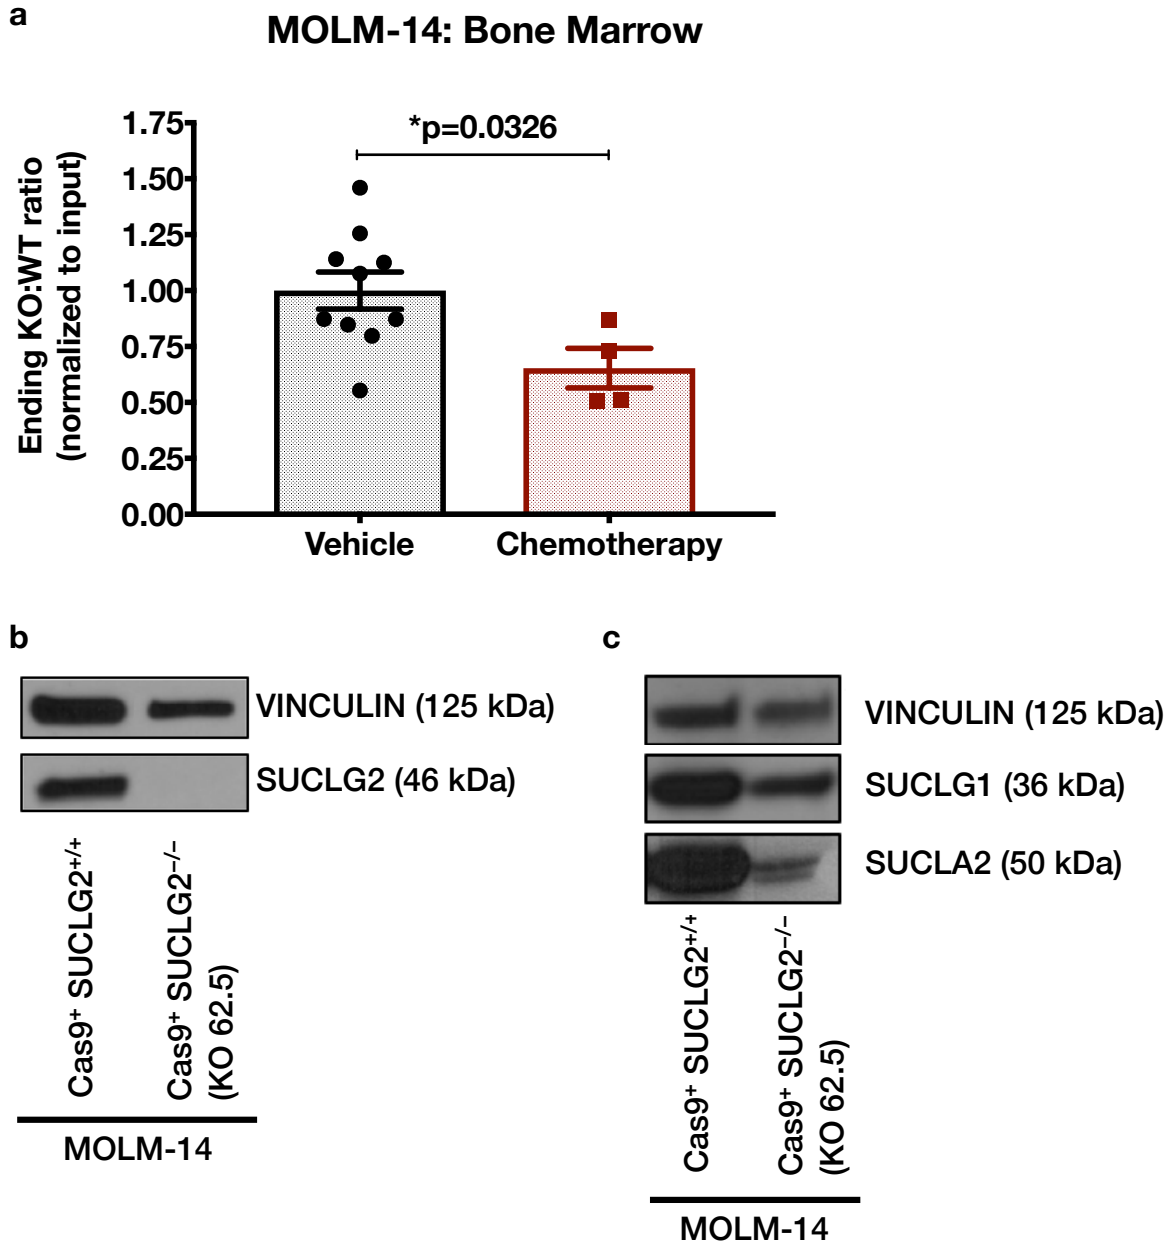 a
MOLM-14: Bone Marrow
Ending KO:WT ratio
(normalized to input)
1.75
1.50
1.25
1.00
0.75
0.50
0.25
0.00
*p=0.0326
Vehicle
Chemotherapy
b
VINCULIN (125 kDa)
SUCLG2 (46 kDa)
Cas9⁺ SUCLG2⁺/⁺
Cas9⁺ SUCLG2⁻/⁻
(KO 62.5)
MOLM-14
c
VINCULIN (125 kDa)
SUCLG1 (36 kDa)
SUCLA2 (50 kDa)
Cas9⁺ SUCLG2⁺/⁺
Cas9⁺ SUCLG2⁻/⁻
(KO 62.5)
MOLM-14